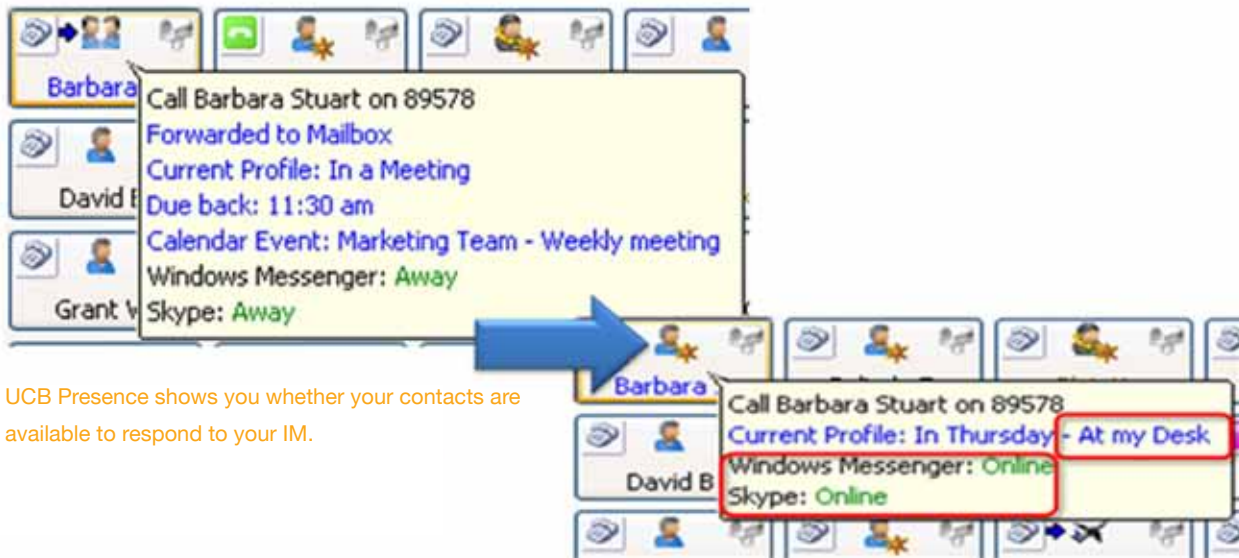 Barbara
Call Barbara Stuart on 89578
Forwarded to Mailbox
Current Profile: In a Meeting
David
Due back: 11:30 am
Calendar Event: Marketing Team - Weekly meeting
Windows Messenger: Away
Grant
Skype: Away
UCB Presence shows you whether your contacts are
available to respond to your IM.
Barbara
Call Barbara Stuart on 89578
Current Profile: In Thursday - At my Desk
Windows Messenger: Online
David B
Skype: Online